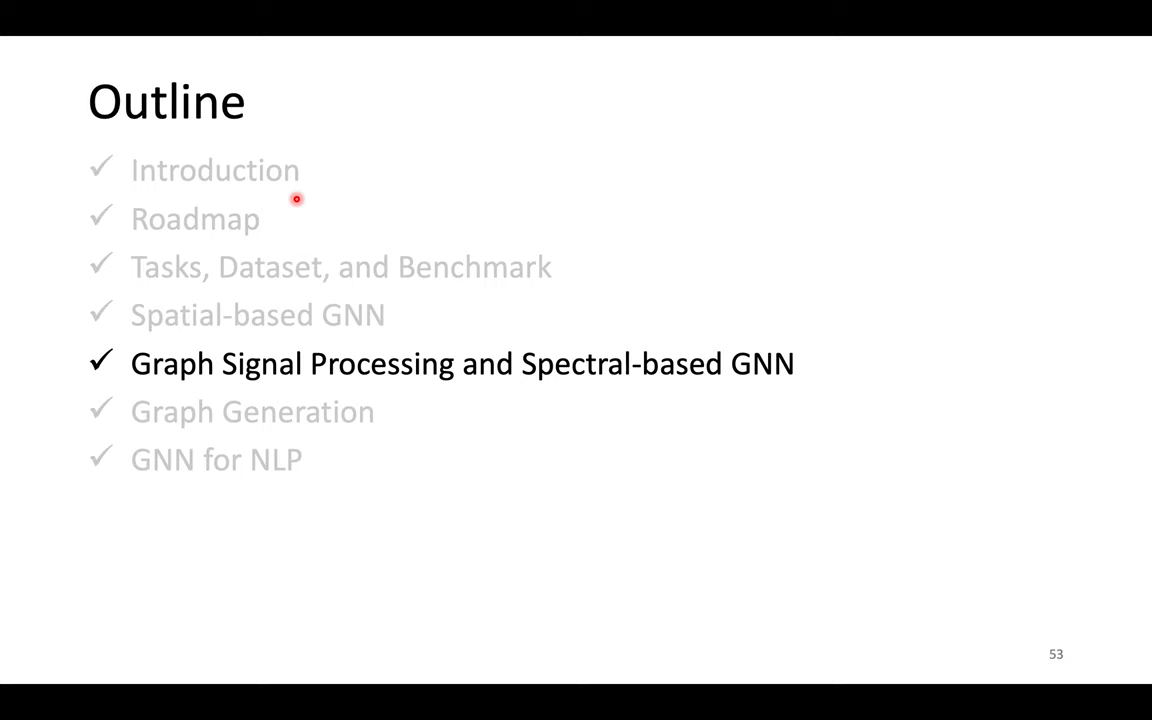 Outline
✓ Introduction
✓ Roadmap
✓ Tasks, Dataset, and Benchmark
✓ Spatial-based GNN
✓ Graph Signal Processing and Spectral-based GNN
✓ Graph Generation
✓ GNN for NLP
53